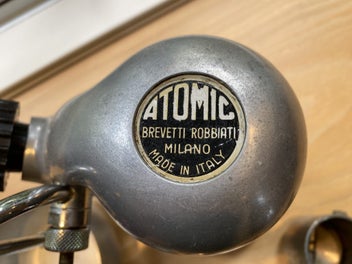 ATOMIC
BREVETTI ROBBIATI
MILANO
MADE IN ITALY